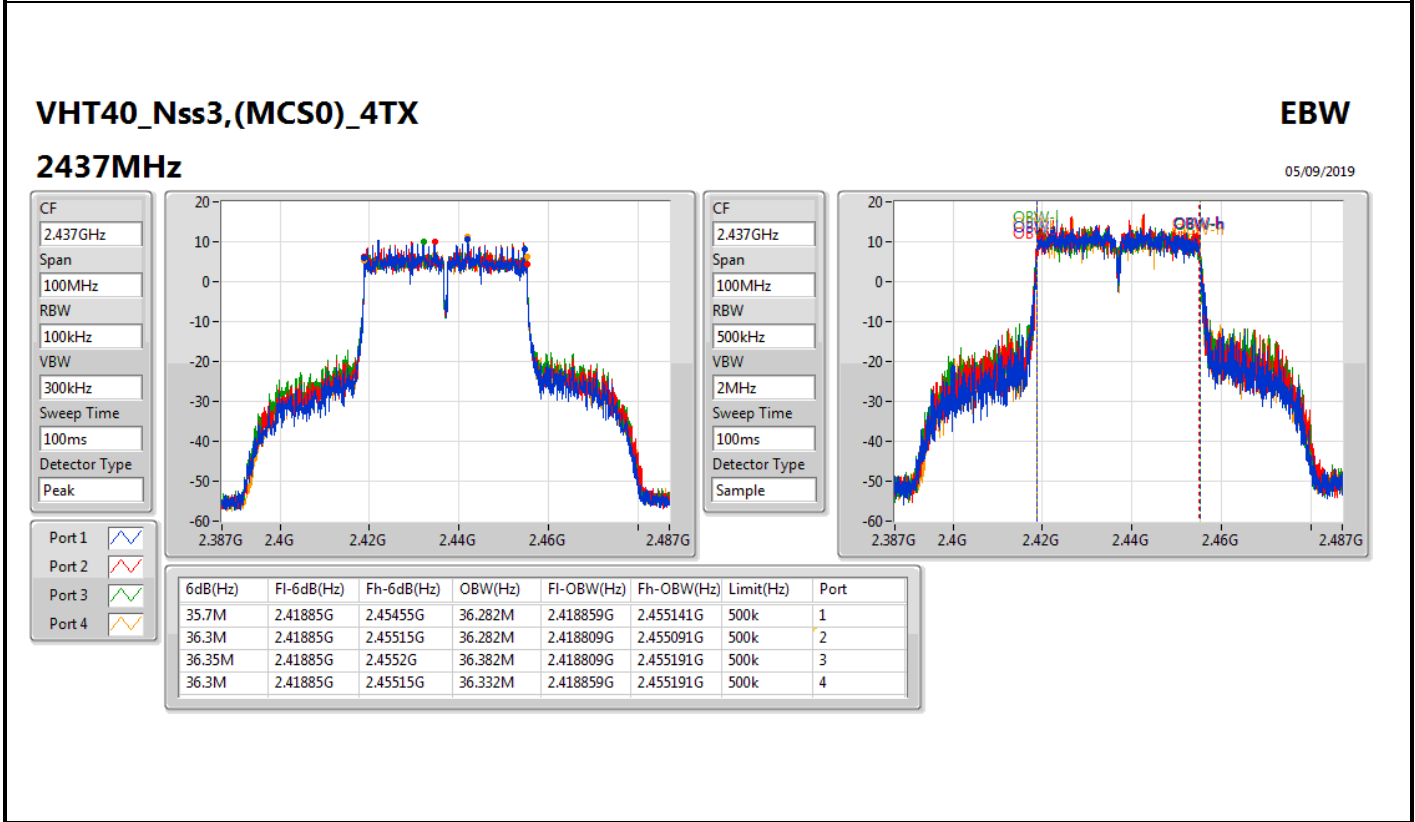 VHT40_Nss3,(MCS0)_4TX EBW
2437MHz 05/09/2019
CF
2.437GHz
Span
100MHz
RBW
100kHz
VBW
300kHz
Sweep Time
100ms
Detector Type
Peak
20
10
0
-10
-20
-30
-40
-50
-60
2.387G 2.4G 2.42G 2.44G 2.46G 2.487G
CF
2.437GHz
Span
100MHz
RBW
500kHz
VBW
2MHz
Sweep Time
100ms
Detector Type
Sample
20
10
0
-10
-20
-30
-40
-50
-60
OBW-l OBW-h
2.387G 2.4G 2.42G 2.44G 2.46G 2.487G
Port 1
Port 2
Port 3
Port 4
6dB(Hz) Fl-6dB(Hz) Fh-6dB(Hz) OBW(Hz) Fl-OBW(Hz) Fh-OBW(Hz) Limit(Hz) Port
35.7M 2.41885G 2.45455G 36.282M 2.418859G 2.455141G 500k 1
36.3M 2.41885G 2.45515G 36.282M 2.418809G 2.455091G 500k 2
36.35M 2.41885G 2.4552G 36.382M 2.418809G 2.455191G 500k 3
36.3M 2.41885G 2.45515G 36.332M 2.418859G 2.455191G 500k 4